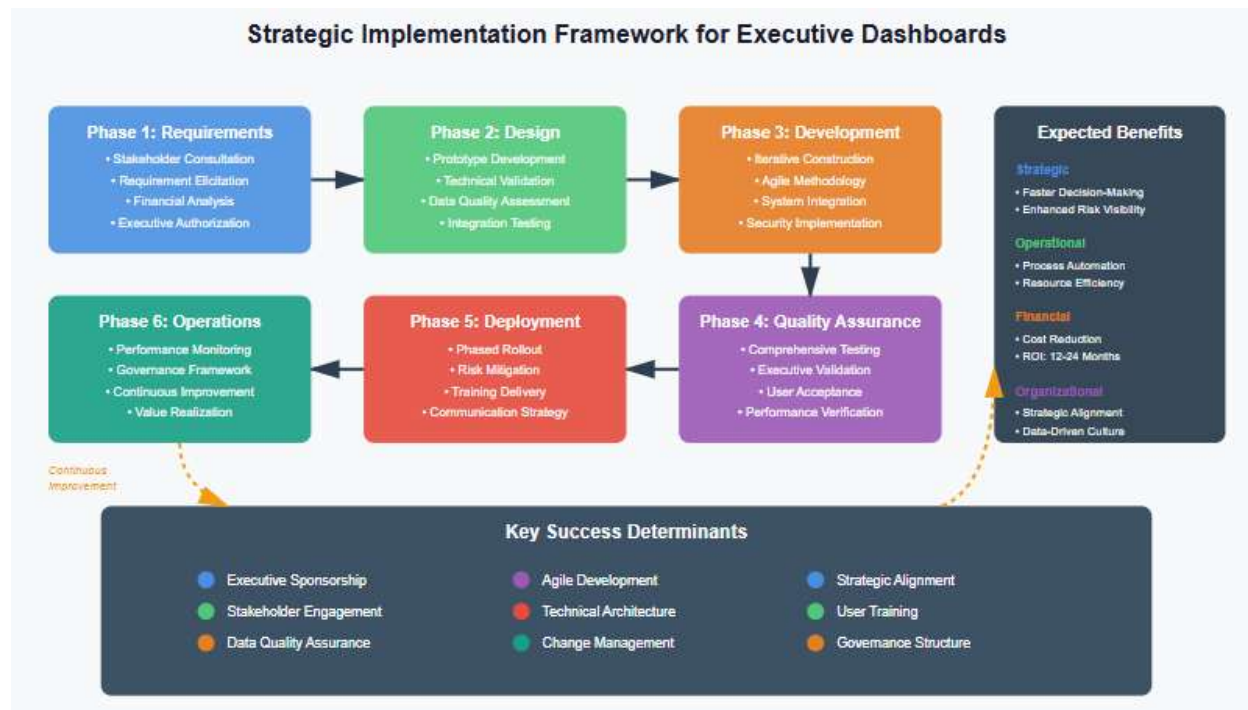 Strategic Implementation Framework for Executive Dashboards
Phase 1: Requirements
• Stakeholder Consultation
• Requirement Elicitation
• Financial Analysis
• Executive Authorization
Phase 2: Design
• Prototype Development
• Technical Validation
• Data Quality Assessment
• Integration Testing
Phase 3: Development
• Iterative Construction
• Agile Methodology
• System Integration
• Security Implementation
Phase 4: Quality Assurance
• Comprehensive Testing
• Executive Validation
• User Acceptance
• Performance Verification
Phase 5: Deployment
• Phased Rollout
• Risk Mitigation
• Training Delivery
• Communication Strategy
Phase 6: Operations
• Performance Monitoring
• Governance Framework
• Continuous Improvement
• Value Realization
Expected Benefits
Strategic
• Faster Decision-Making
• Enhanced Risk Visibility
Operational
• Process Automation
• Resource Efficiency
Financial
• Cost Reduction
• ROI: 12-24 Months
Organizational
• Strategic Alignment
• Data-Driven Culture
Continuous
Improvement
Key Success Determinants
Executive Sponsorship
Stakeholder Engagement
Data Quality Assurance
Agile Development
Technical Architecture
Change Management
Strategic Alignment
User Training
Governance Structure